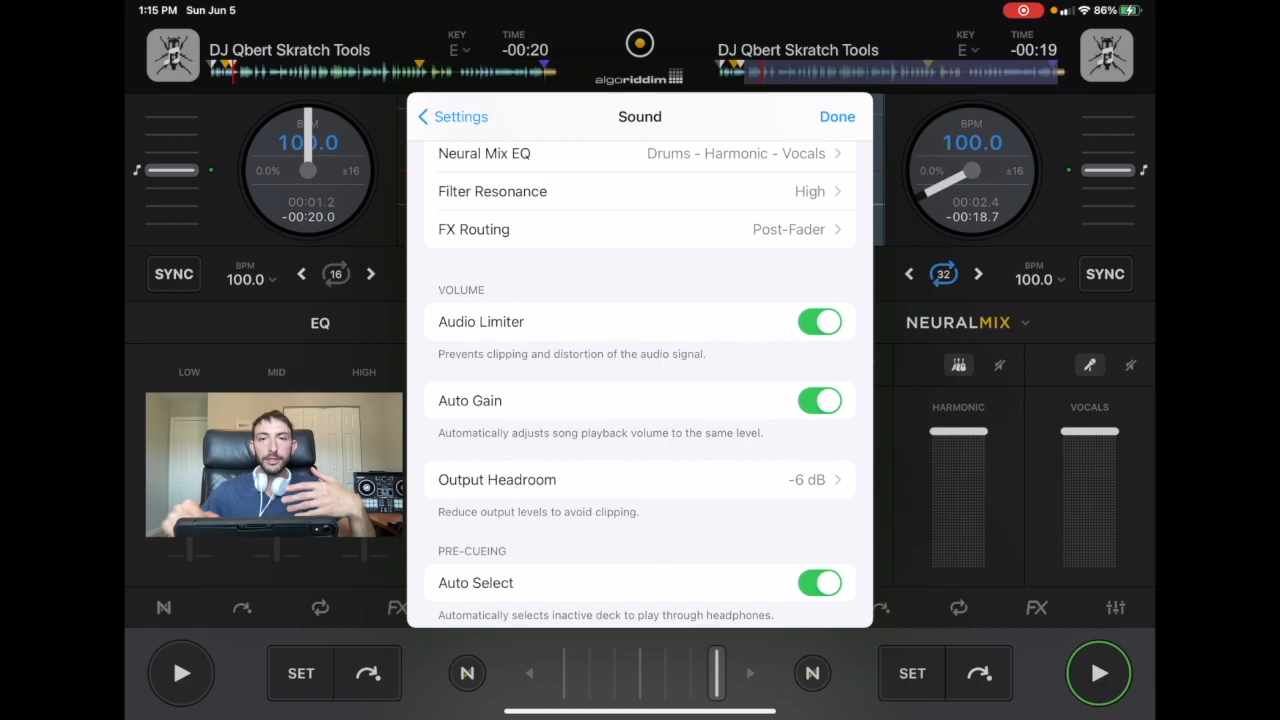 1:15 PM Sun Jun 5
86%
DJ Qbert Skratch Tools
KEY
E
TIME
-00:20
algoriddim
DJ Qbert Skratch Tools
KEY
E
TIME
-00:19
Settings
Sound
Done
Neural Mix EQ
Drums - Harmonic - Vocals
Filter Resonance
High
FX Routing
Post-Fader
VOLUME
Audio Limiter
Prevents clipping and distortion of the audio signal.
Auto Gain
Automatically adjusts song playback volume to the same level.
Output Headroom
-6 dB
Reduce output levels to avoid clipping.
PRE-CUEING
Auto Select
Automatically selects inactive deck to play through headphones.
BPM
100.0
0.0%
±16
00:01.2
-00:20.0
BPM
100.0
0.0%
±16
00:02.4
-00:18.7
SYNC
BPM
100.0
16
32
BPM
100.0
SYNC
EQ
NEURALMIX
LOW
MID
HIGH
HARMONIC
VOCALS
N
FX
FX
SET
N
N
SET